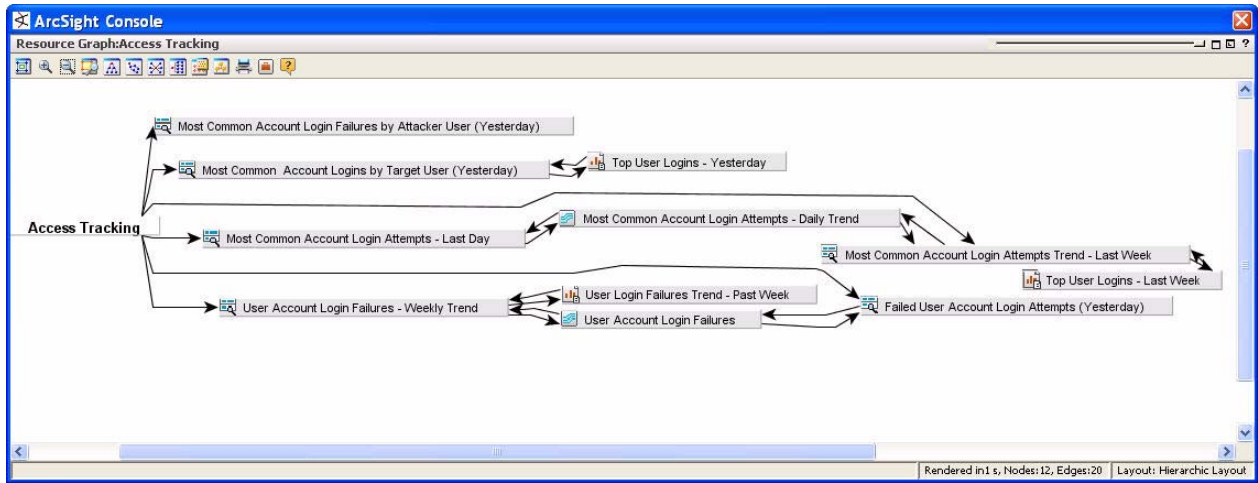 ArcSight Console
Resource Graph:Access Tracking
Most Common Account Login Failures by Attacker User (Yesterday)
Most Common Account Logins by Target User (Yesterday)
Top User Logins - Yesterday
Access Tracking
Most Common Account Login Attempts - Daily Trend
Most Common Account Login Attempts - Last Day
Most Common Account Login Attempts Trend - Last Week
Top User Logins - Last Week
User Login Failures Trend - Past Week
User Account Login Failures - Weekly Trend
Failed User Account Login Attempts (Yesterday)
User Account Login Failures
Rendered in1 s, Nodes:12, Edges:20
Layout: Hierarchic Layout